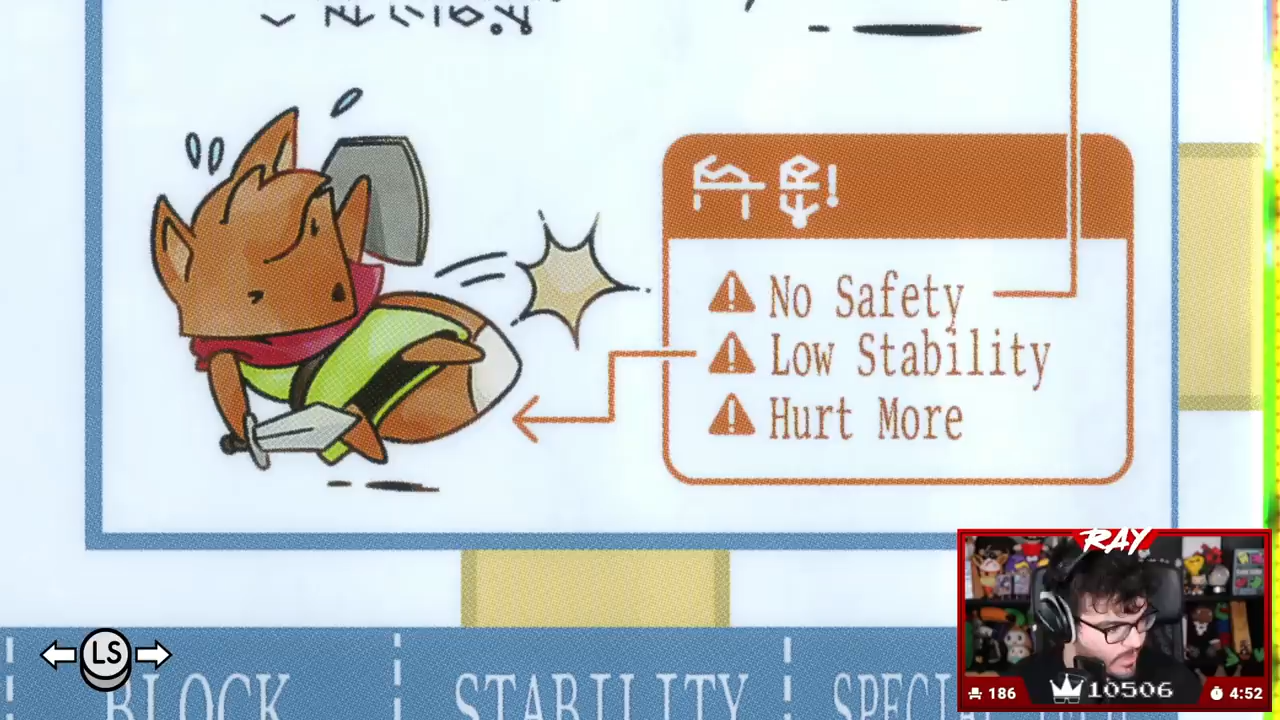 No Safety
Low Stability
Hurt More
RAY
LS
BLOCK
STABILITY
186
10506
4:52